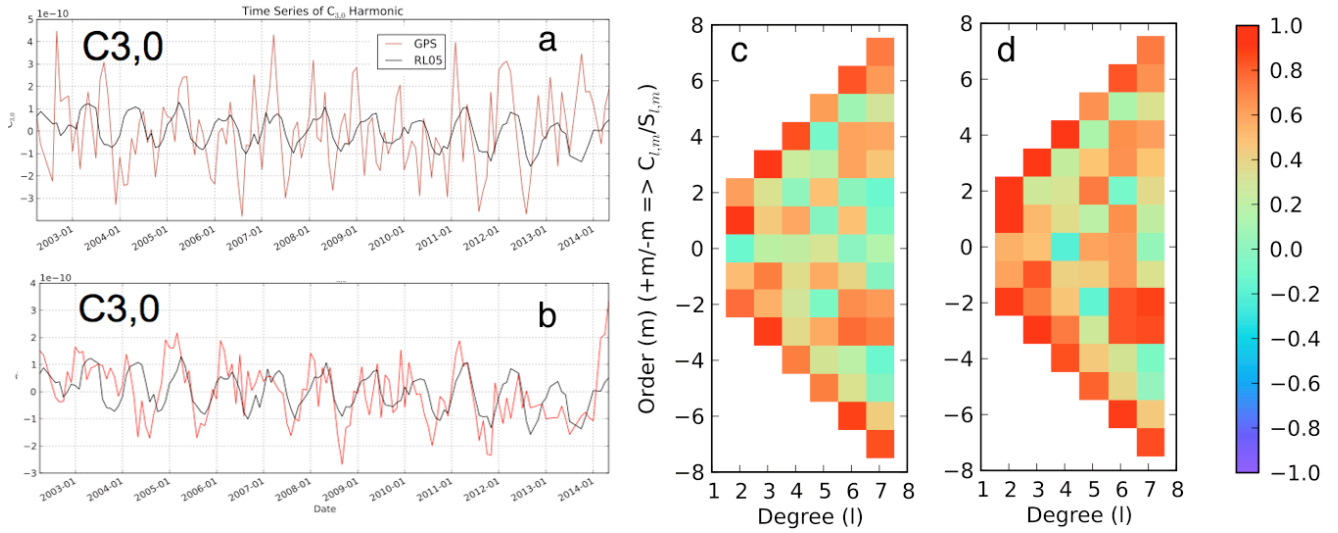 Time Series of C3,0 Harmonic
5 1e−10
C3,0
a
GPS
RL05
4
3
2
1
0
−1
−2
−3
C3,0
2003-01 2004-01 2005-01 2006-01 2007-01 2008-01 2009-01 2010-01 2011-01 2012-01 2013-01 2014-01
4 1e−10
C3,0
b
3
2
1
0
−1
−2
−3
2003-01 2004-01 2005-01 2006-01 2007-01 2008-01 2009-01 2010-01 2011-01 2012-01 2013-01 2014-01
Date
c
Order (m) (+m/-m => Cl,m/Sl,m)
8
6
4
2
0
−2
−4
−6
−8
1 2 3 4 5 6 7 8
Degree (l)
d
8
6
4
2
0
−2
−4
−6
−8
1 2 3 4 5 6 7 8
Degree (l)
1.0
0.8
0.6
0.4
0.2
0.0
−0.2
−0.4
−0.6
−0.8
−1.0